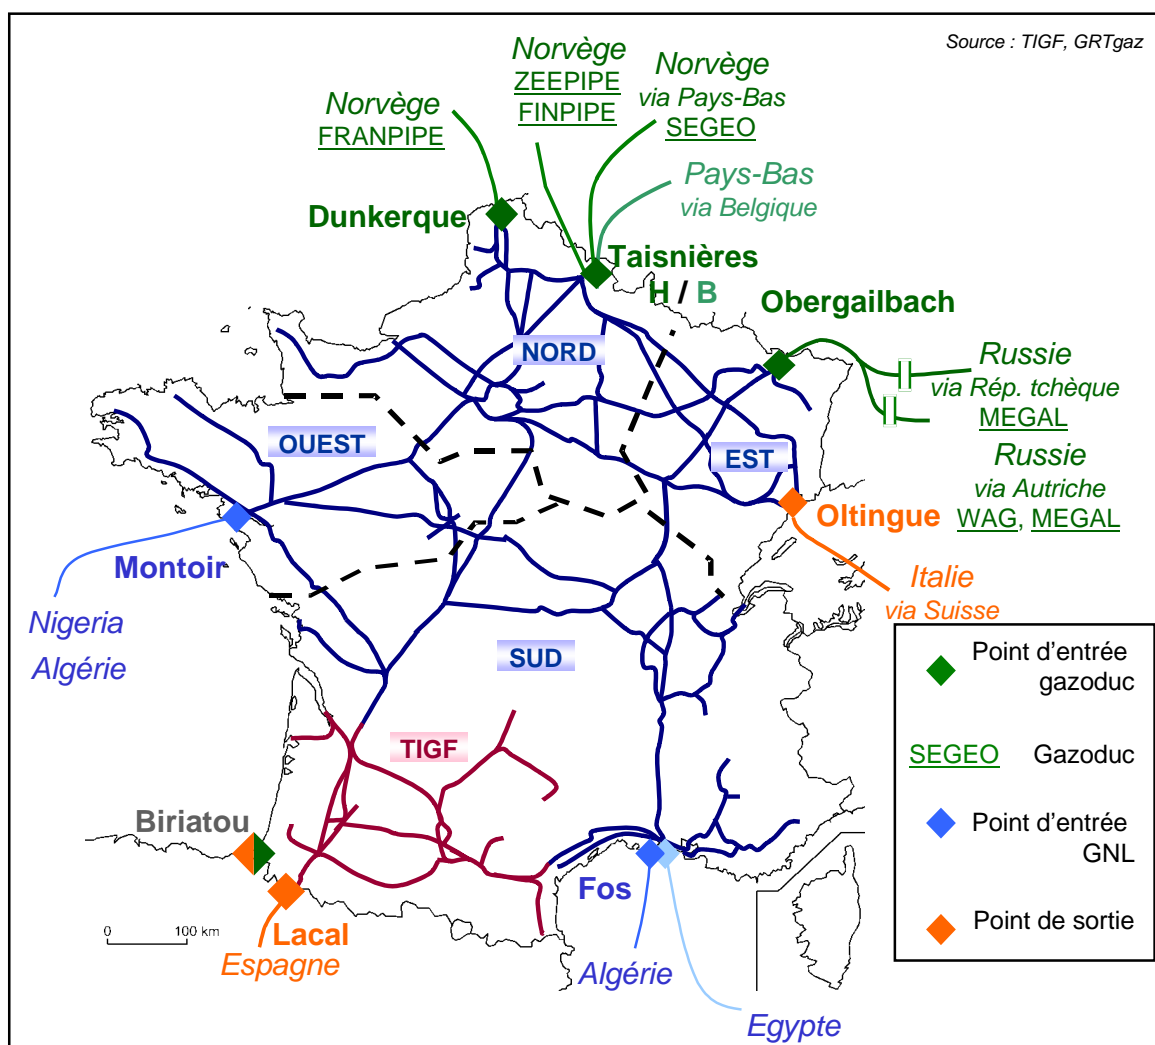 Source : TIGF, GRTgaz
Norvège
ZEEPIPE
FINPIPE
Norvège
via Pays-Bas
SEGEO
Norvège
FRANPIPE
Pays-Bas
via Belgique
Dunkerque
Taisnières
H / B
Obergailbach
NORD
Russie
via Rép. tchèque
MEGAL
Russie
via Autriche
WAG, MEGAL
OUEST
EST
Oltingue
Montoir
Italie
via Suisse
Nigeria
Algérie
SUD
TIGF
Point d'entrée
gazoduc
SEGEO Gazoduc
Point d'entrée
GNL
Point de sortie
Biriatou
Fos
Lacal
Espagne
0 100 km
Algérie
Egypte